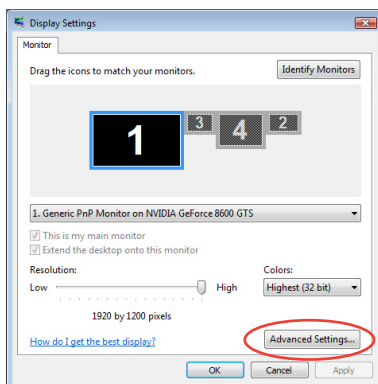 Display Settings
Monitor
Drag the icons to match your monitors.
Identify Monitors
1 3 4 2
1. Generic PnP Monitor on NVIDIA GeForce 8600 GTS
This is my main monitor
Extend the desktop onto this monitor
Resolution: Colors:
Low High Highest (32 bit)
1920 by 1200 pixels
How do I get the best display? Advanced Settings...
OK Cancel Apply